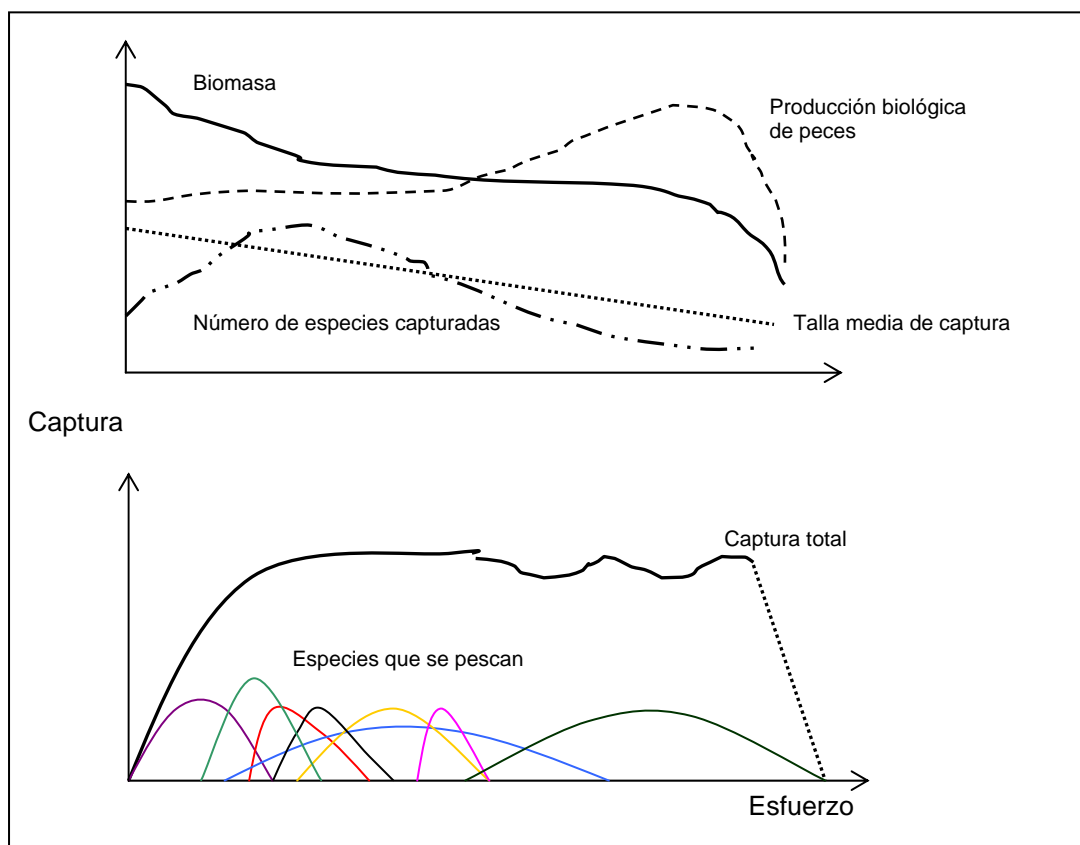 Biomasa
Producción biológica
de peces
Número de especies capturadas
Talla media de captura
Captura
Captura total
Especies que se pescan
Esfuerzo